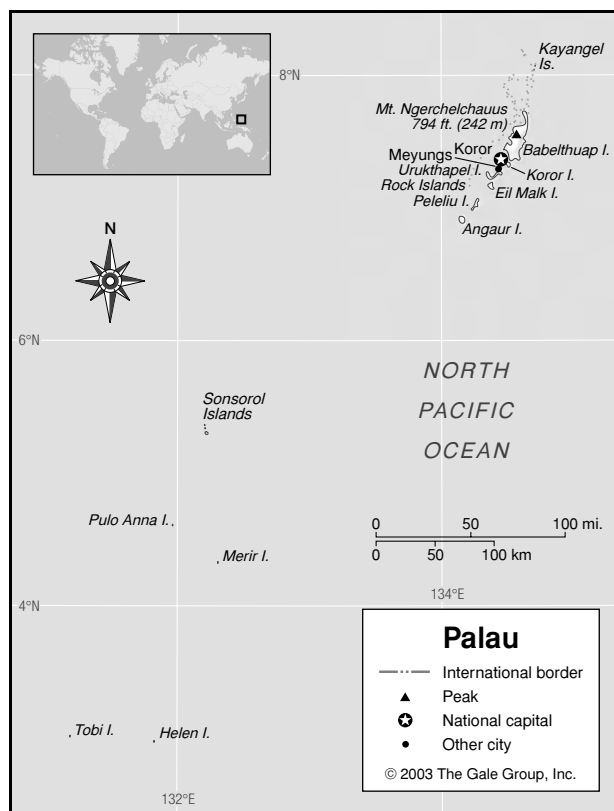 8°N
Kayangel
Is.
Mt. Ngerchelchauus
794 ft. (242 m)
Babelthuap I.
Koror
Meyungs
Koror I.
Urukthapel I.
Rock Islands
Eil Malk I.
Peleliu I.
Angaur I.
N
6°N
NORTH
PACIFIC
OCEAN
Sonsorol
Islands
Pulo Anna I.
Merir I.
0 50 100 mi.
0 50 100 km
4°N
134°E
Tobi I.
Helen I.
132°E
Palau
International border
Peak
National capital
Other city
© 2003 The Gale Group, Inc.